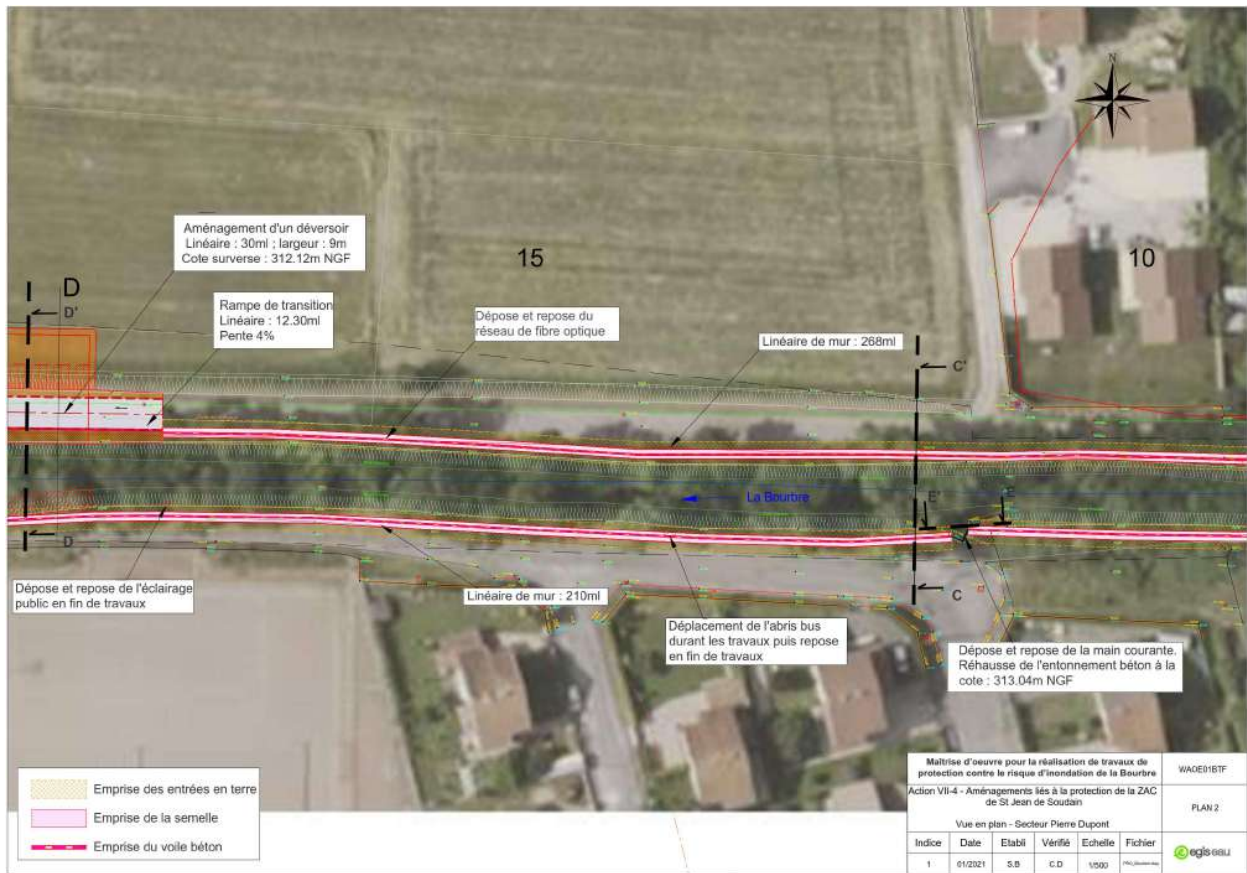 N
15
10
Aménagement d'un déversoir
Linéaire : 30ml ; largeur : 9m
Cote surverse : 312.12m NGF
D
D'
Rampe de transition
Linéaire : 12.30ml
Pente 4%
Dépose et repose du
réseau de fibre optique
Linéaire de mur : 268ml
C'
La Bourbre
E'
E
D
C
Dépose et repose de l'éclairage
public en fin de travaux
Linéaire de mur : 210ml
Déplacement de l'abris bus
durant les travaux puis repose
en fin de travaux
Dépose et repose de la main courante.
Réhausse de l'entonnement béton à la
cote : 313.04m NGF
Emprise des entrées en terre
Emprise de la semelle
Emprise du voile béton
Maîtrise d'oeuvre pour la réalisation de travaux de
protection contre le risque d'inondation de la Bourbre
WAOE01BTF
Action VII-4 - Aménagements liés à la protection de la ZAC
de St Jean de Soudain
PLAN 2
Vue en plan - Secteur Pierre Dupont
Indice Date Etabli Vérifié Echelle Fichier
1 01/2021 S.B C.D 1/500
egis eau